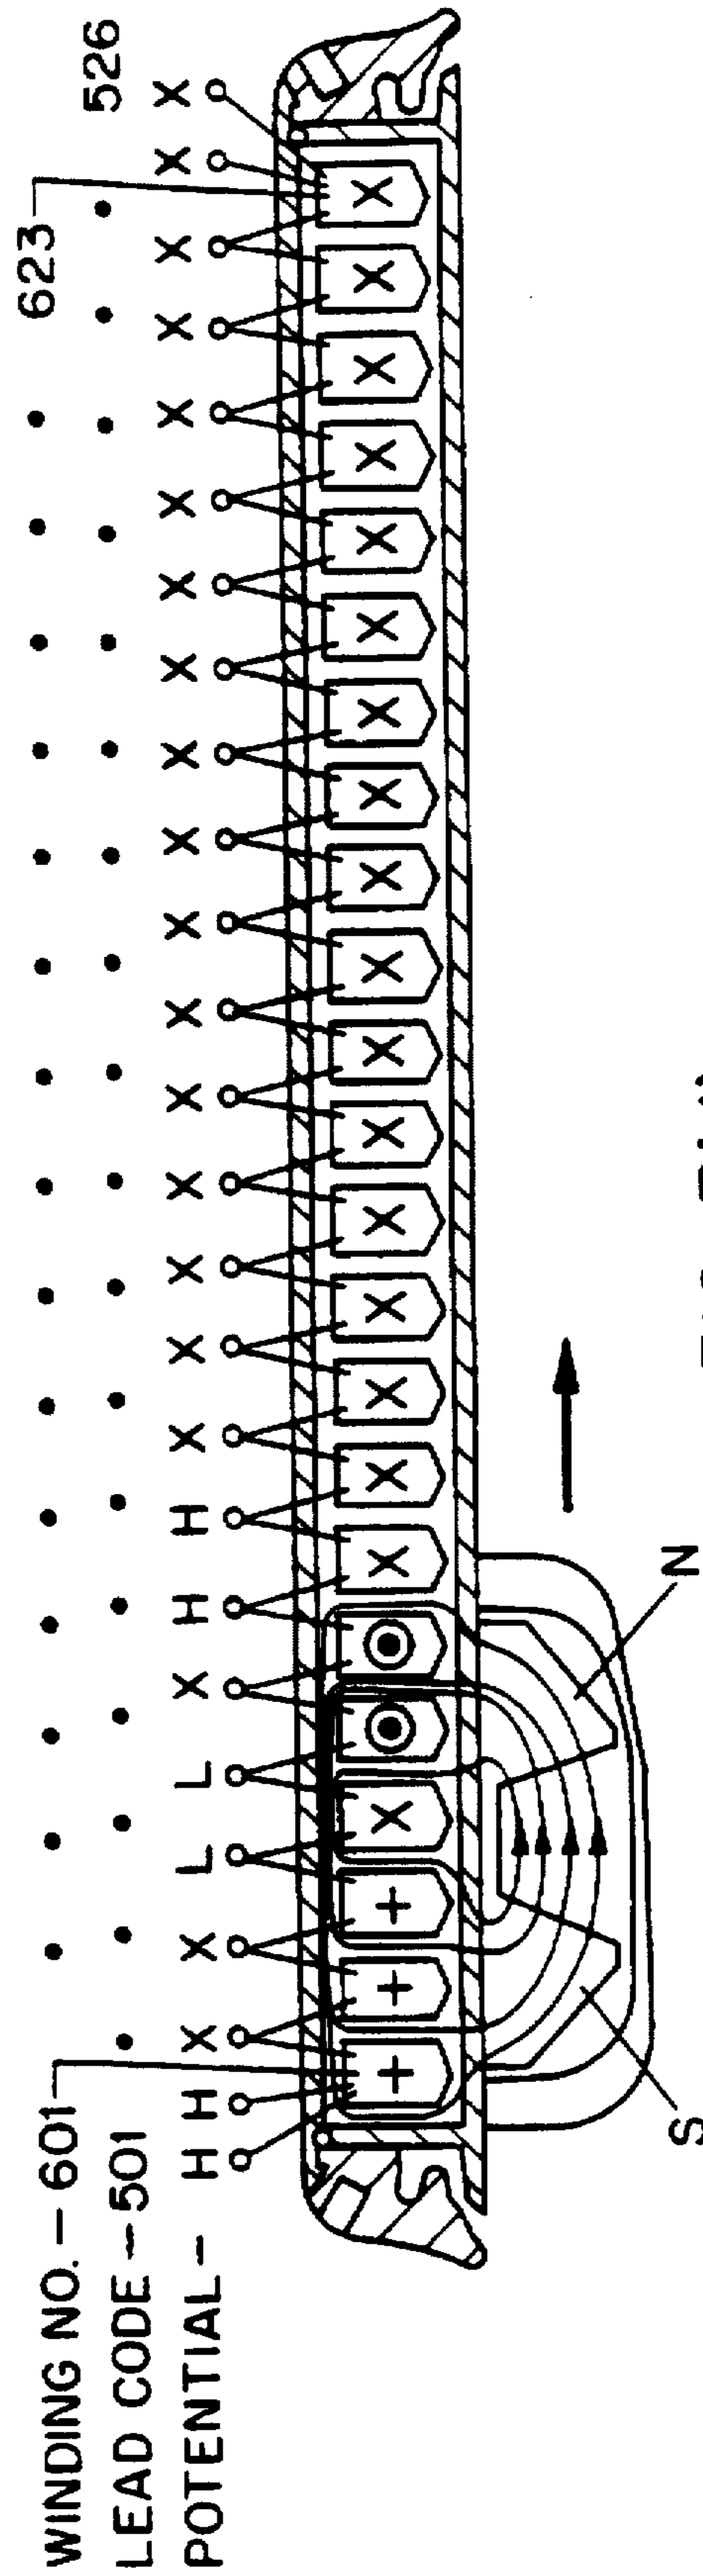 WINDING NO. – 601 623
LEAD CODE – 501 526
POTENTIAL – H H X X L L X H H X X X X X X X X X X X X X X X X X
+ + + X X X X X X X X X X X X X X X X X X
S N